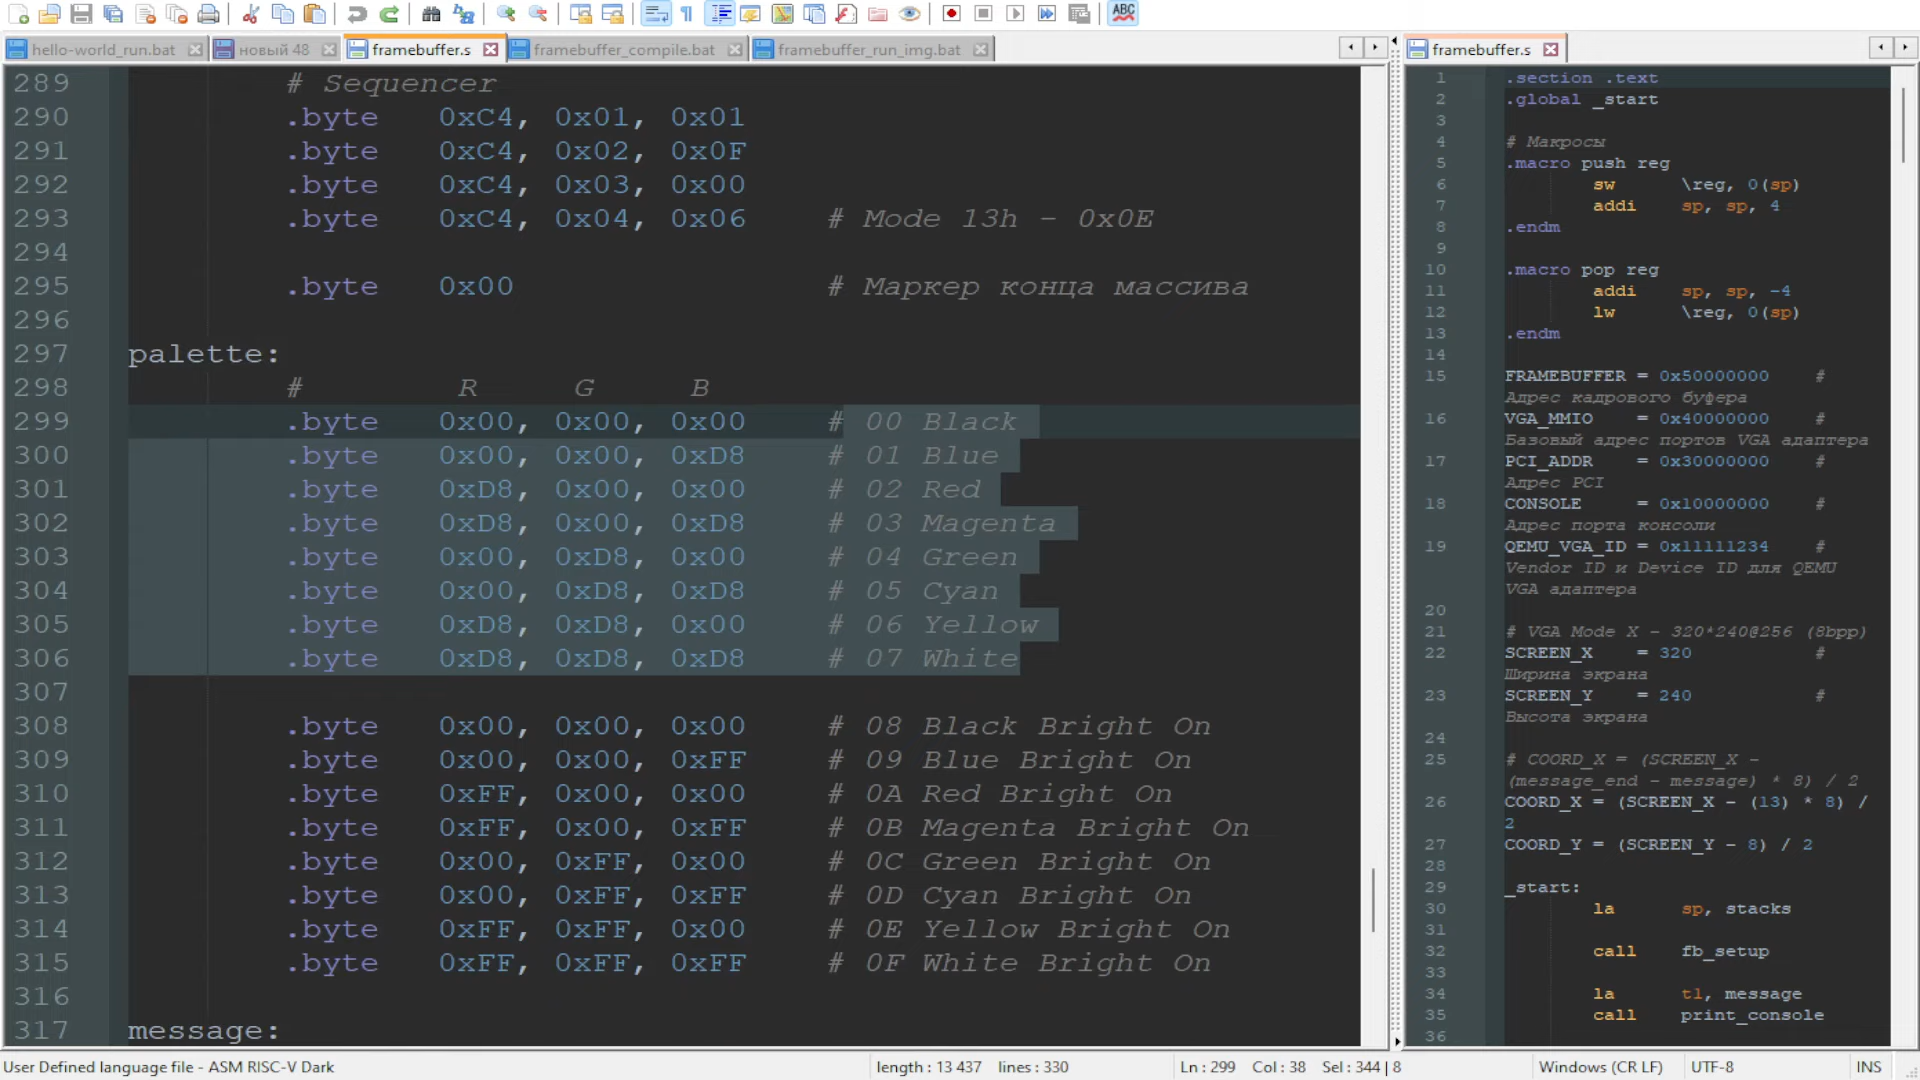 hello-world_run.bat
новый 48
framebuffer.s
framebuffer_compile.bat
framebuffer_run_img.bat
ABC
289 # Sequencer
290 .byte 0xC4, 0x01, 0x01
291 .byte 0xC4, 0x02, 0x0F
292 .byte 0xC4, 0x03, 0x00
293 .byte 0xC4, 0x04, 0x06 # Mode 13h - 0x0E
294
295 .byte 0x00 # Маркер конца массива
296
297 palette:
298 # R G B
299 .byte 0x00, 0x00, 0x00 # 00 Black
300 .byte 0x00, 0x00, 0xD8 # 01 Blue
301 .byte 0xD8, 0x00, 0x00 # 02 Red
302 .byte 0xD8, 0x00, 0xD8 # 03 Magenta
303 .byte 0x00, 0xD8, 0x00 # 04 Green
304 .byte 0x00, 0xD8, 0xD8 # 05 Cyan
305 .byte 0xD8, 0xD8, 0x00 # 06 Yellow
306 .byte 0xD8, 0xD8, 0xD8 # 07 White
307
308 .byte 0x00, 0x00, 0x00 # 08 Black Bright On
309 .byte 0x00, 0x00, 0xFF # 09 Blue Bright On
310 .byte 0xFF, 0x00, 0x00 # 0A Red Bright On
311 .byte 0xFF, 0x00, 0xFF # 0B Magenta Bright On
312 .byte 0x00, 0xFF, 0x00 # 0C Green Bright On
313 .byte 0x00, 0xFF, 0xFF # 0D Cyan Bright On
314 .byte 0xFF, 0xFF, 0x00 # 0E Yellow Bright On
315 .byte 0xFF, 0xFF, 0xFF # 0F White Bright On
316
317 message:
framebuffer.s
1 .section .text
2 .global _start
3
4 # Макросы
5 .macro push reg
6 sw \reg, 0(sp)
7 addi sp, sp, 4
8 .endm
9
10 .macro pop reg
11 addi sp, sp, -4
12 lw \reg, 0(sp)
13 .endm
14
15 FRAMEBUFFER = 0x50000000 #
Адрес кадрового буфера
16 VGA_MMIO = 0x40000000 #
Базовый адрес портов VGA адаптера
17 PCI_ADDR = 0x30000000 #
Адрес PCI
18 CONSOLE = 0x10000000 #
Адрес порта консоли
19 QEMU_VGA_ID = 0x11111234 #
Vendor ID и Device ID для QEMU
VGA адаптера
20
21 # VGA Mode X - 320*240@256 (8bpp)
22 SCREEN_X = 320 #
Ширина экрана
23 SCREEN_Y = 240 #
Высота экрана
24
25 # COORD_X = (SCREEN_X -
(message_end - message) * 8) / 2
26 COORD_X = (SCREEN_X - (13) * 8) /
2
27 COORD_Y = (SCREEN_Y - 8) / 2
28
29 _start:
30 la sp, stacks
31
32 call fb_setup
33
34 la t1, message
35 call print_console
36
User Defined language file - ASM RISC-V Dark
length : 13 437 lines : 330
Ln : 299 Col : 38 Sel : 344 | 8
Windows (CR LF)
UTF-8
INS